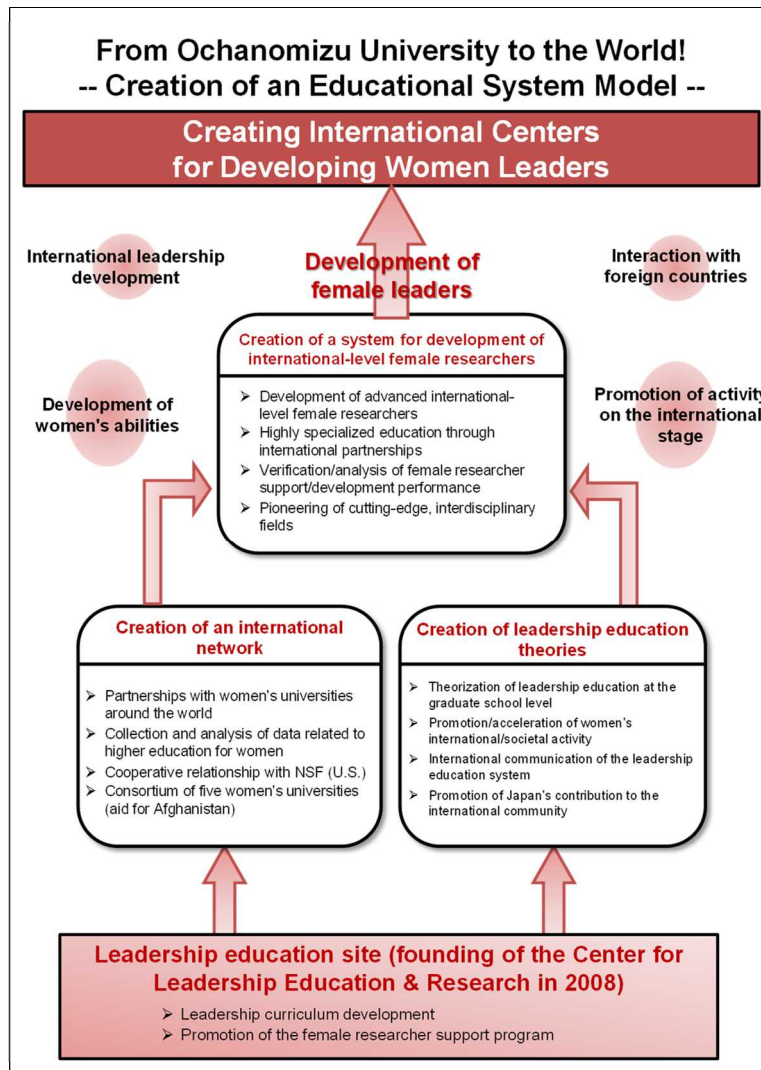 From Ochanomizu University to the World!
-- Creation of an Educational System Model --
Creating International Centers
for Developing Women Leaders
International leadership
development
Development of
female leaders
Interaction with
foreign countries
Creation of a system for development of
international-level female researchers
➢ Development of advanced international-
level female researchers
➢ Highly specialized education through
international partnerships
➢ Verification/analysis of female researcher
support/development performance
➢ Pioneering of cutting-edge, interdisciplinary
fields
Development of
women's abilities
Promotion of activity
on the international
stage
Creation of an international
network
➢ Partnerships with women's universities
around the world
➢ Collection and analysis of data related to
higher education for women
➢ Cooperative relationship with NSF (U.S.)
➢ Consortium of five women's universities
(aid for Afghanistan)
Creation of leadership education
theories
➢ Theorization of leadership education at the
graduate school level
➢ Promotion/acceleration of women's
international/societal activity
➢ International communication of the leadership
education system
➢ Promotion of Japan's contribution to the
international community
Leadership education site (founding of the Center for
Leadership Education & Research in 2008)
➢ Leadership curriculum development
➢ Promotion of the female researcher support program